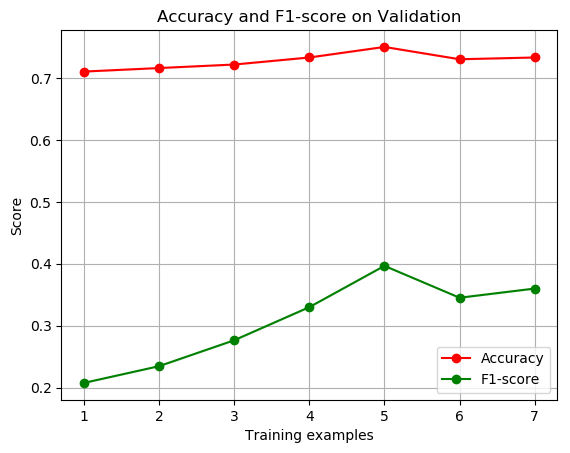 Accuracy and F1-score on Validation
0.7
0.6
0.5
0.4
0.3
0.2
Score
Accuracy
F1-score
1 2 3 4 5 6 7
Training examples